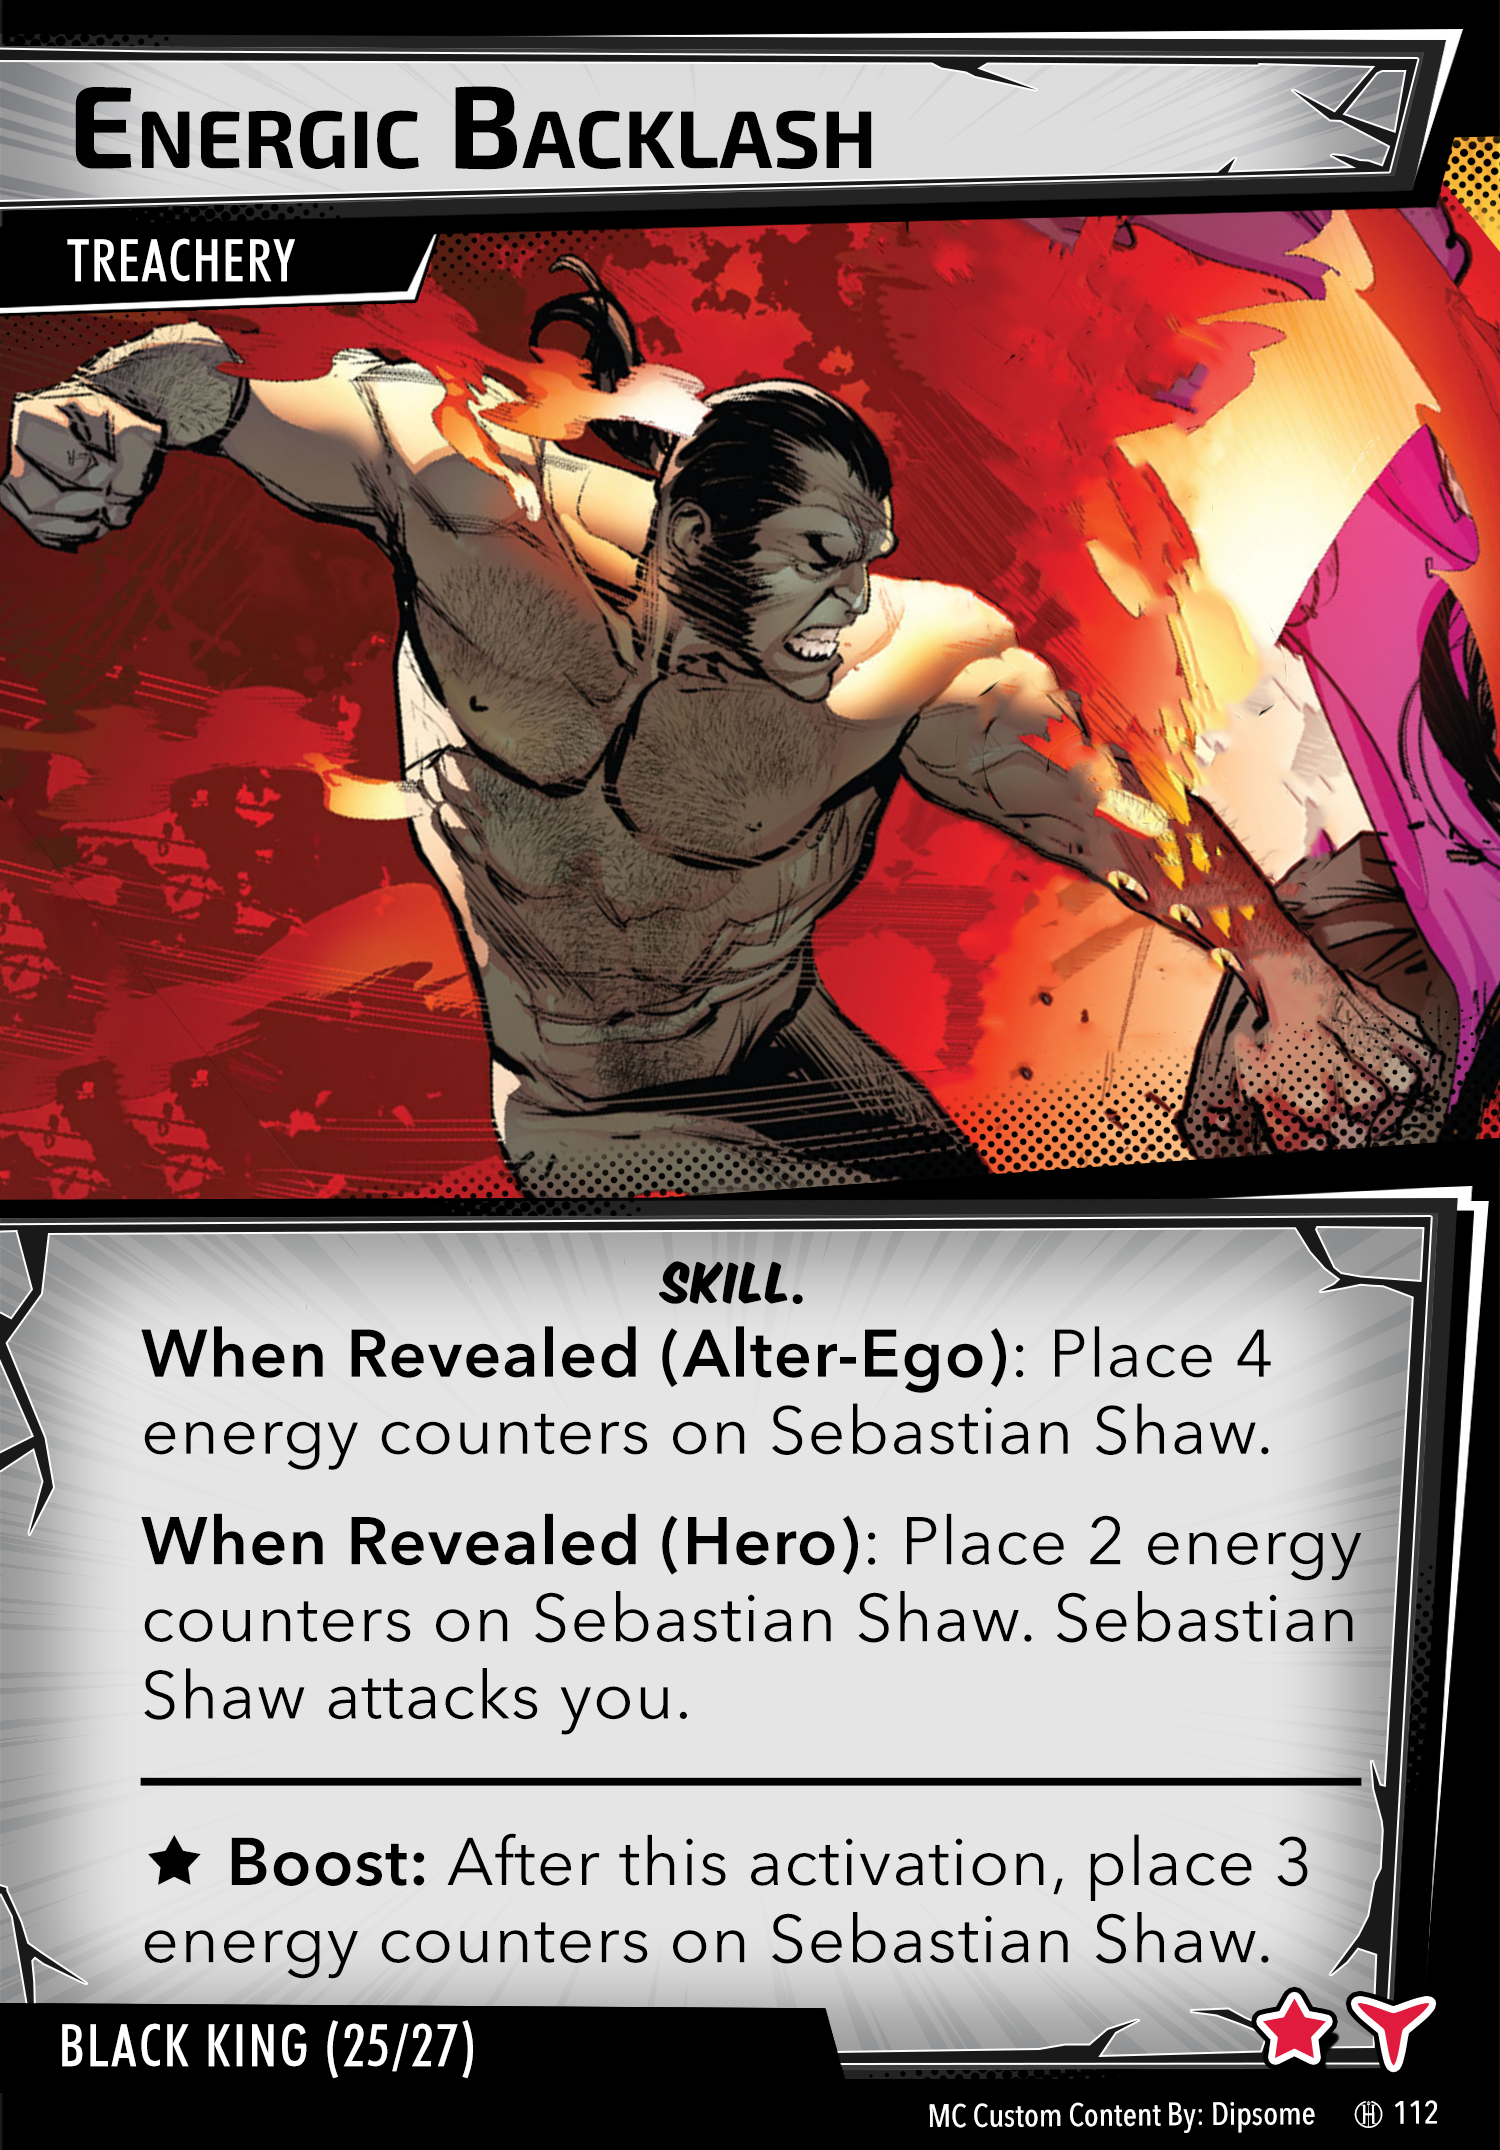 Energic Backlash
TREACHERY
SKILL.
When Revealed (Alter-Ego): Place 4
energy counters on Sebastian Shaw.
When Revealed (Hero): Place 2 energy
counters on Sebastian Shaw. Sebastian
Shaw attacks you.
★ Boost: After this activation, place 3
energy counters on Sebastian Shaw.
BLACK KING (25/27)
MC Custom Content By: Dipsome 112